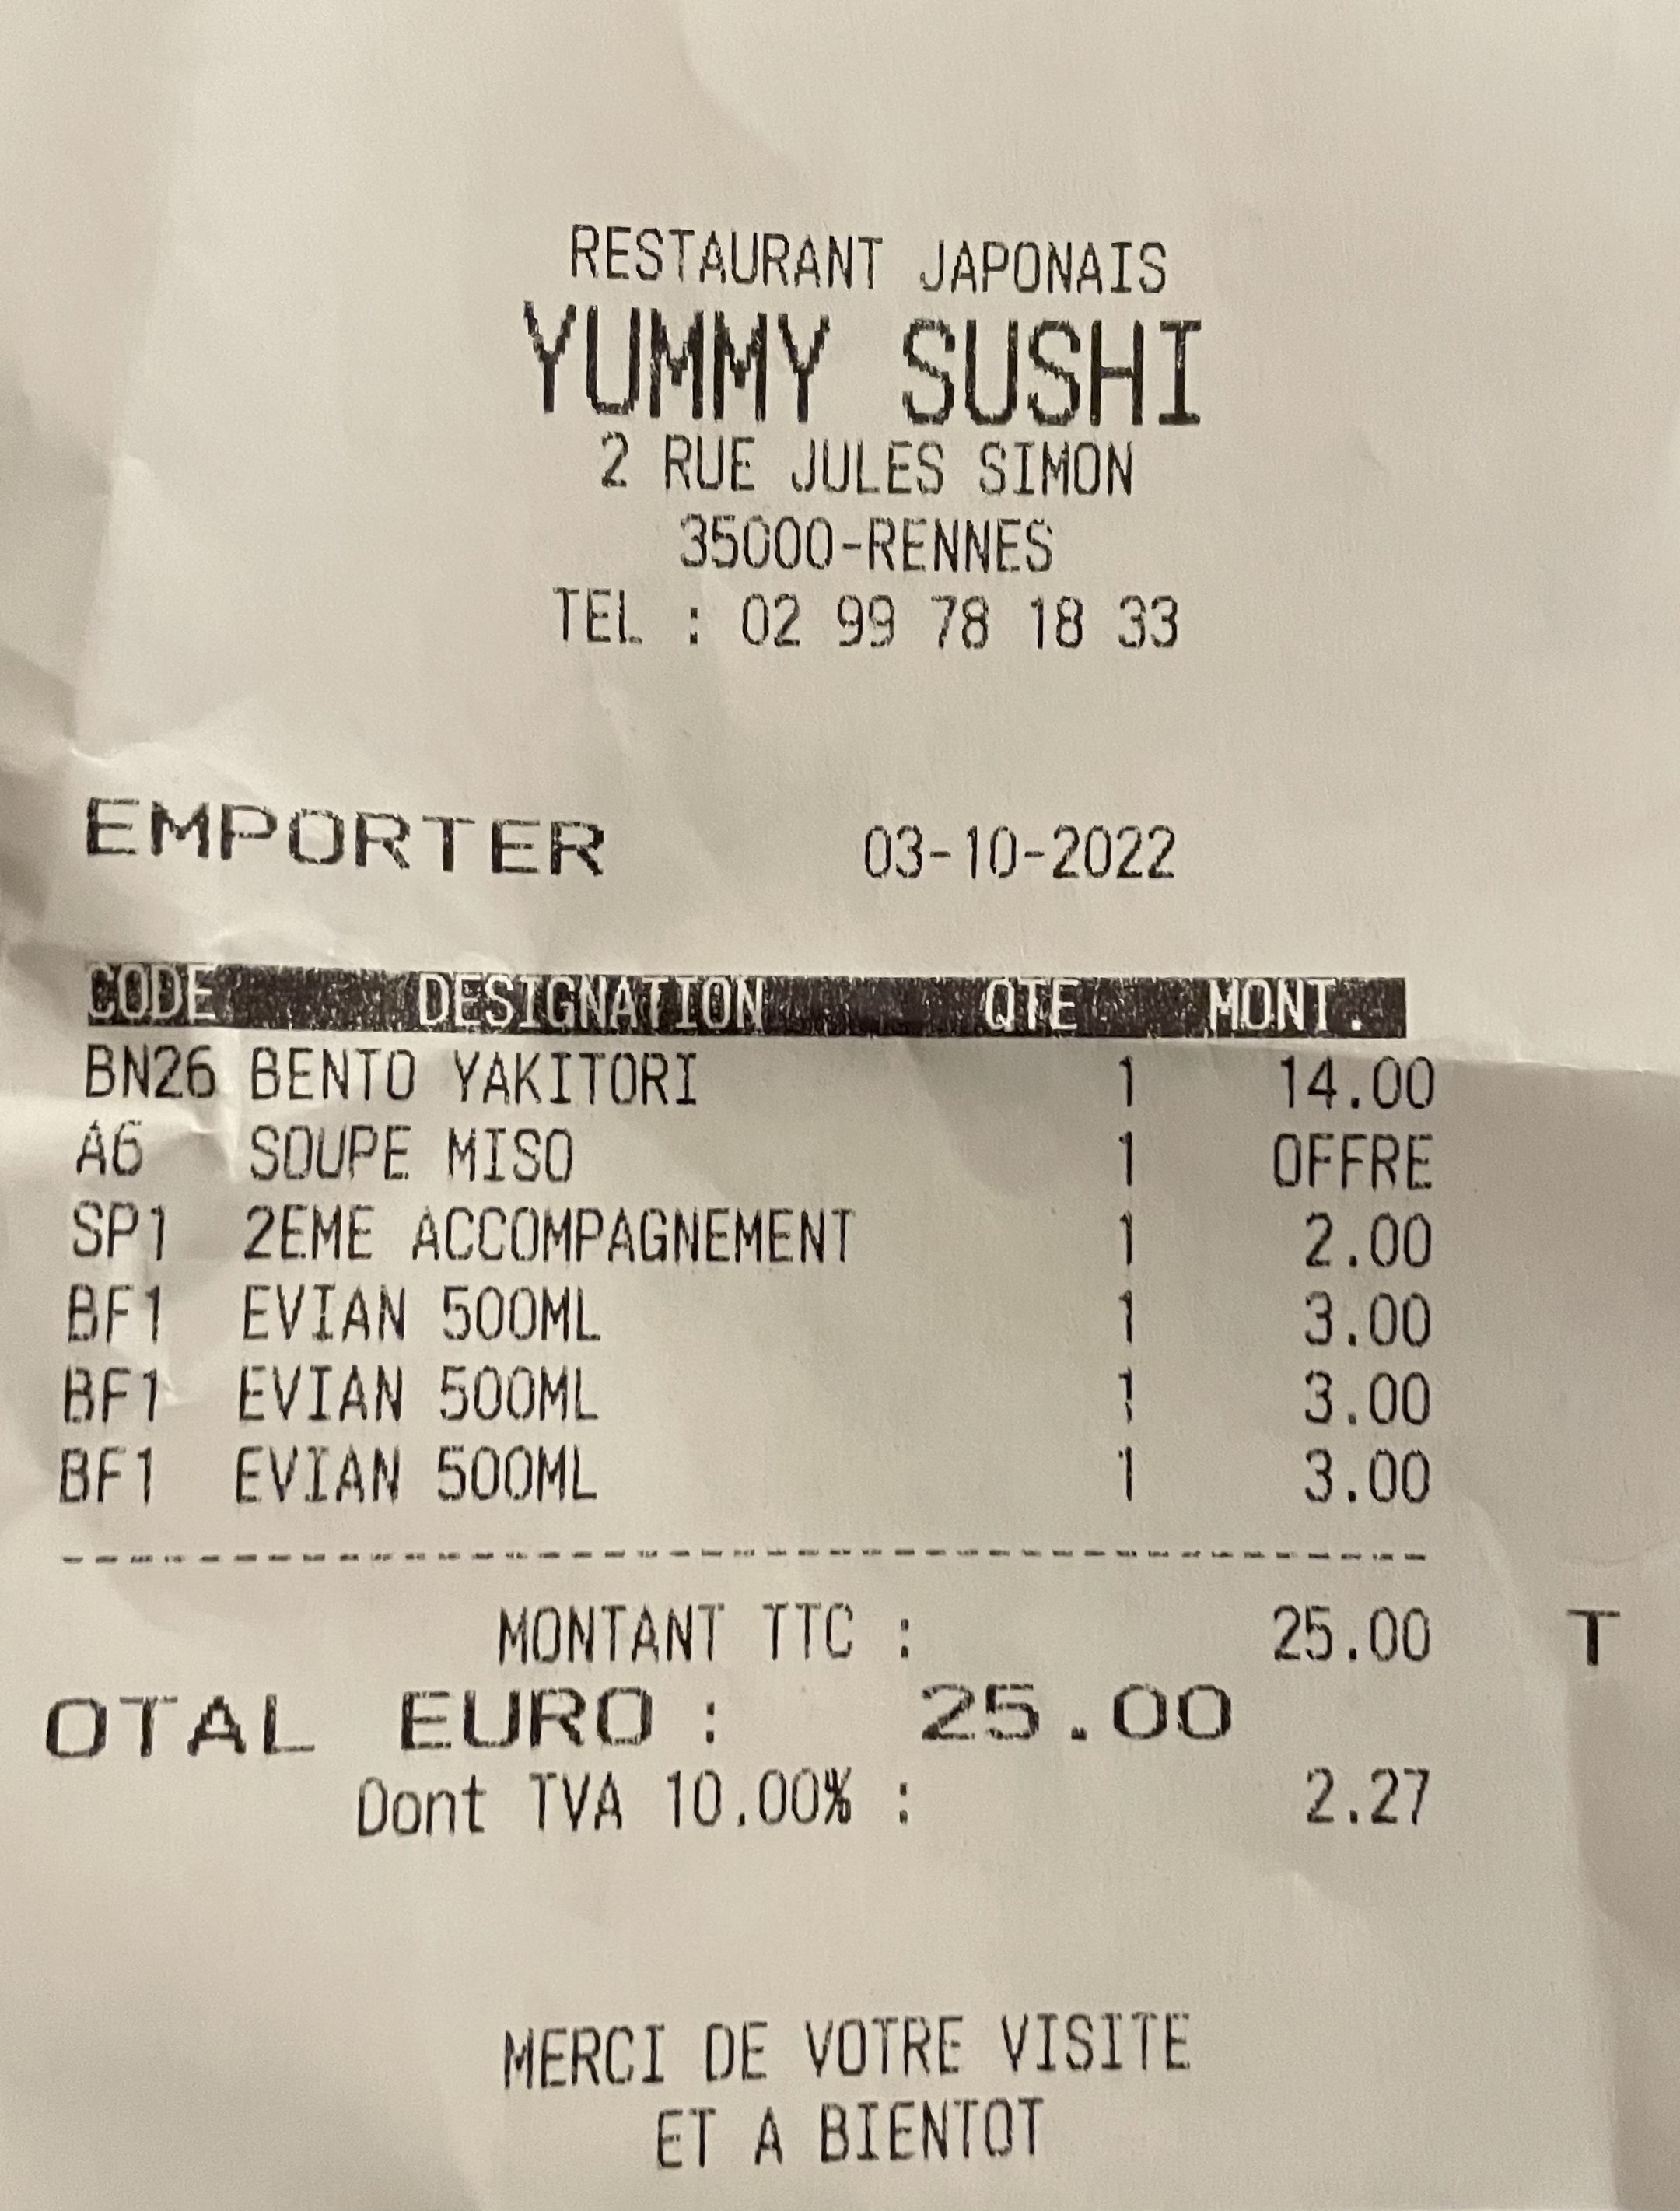 RESTAURANT JAPONAIS
YUMMY SUSHI
2 RUE JULES SIMON
35000-RENNES
TEL : 02 99 78 18 33
EMPORTER 03-10-2022
CODE DESIGNATION QTE MONT.
BN26 BENTO YAKITORI 1 14.00
A6 SOUPE MISO 1 OFFRE
SP1 2EME ACCOMPAGNEMENT 1 2.00
BF1 EVIAN 500ML 1 3.00
BF1 EVIAN 500ML 1 3.00
BF1 EVIAN 500ML 1 3.00
MONTANT TTC : 25.00 T
OTAL EURO : 25.00
Dont TVA 10.00% : 2.27
MERCI DE VOTRE VISITE
ET A BIENTOT